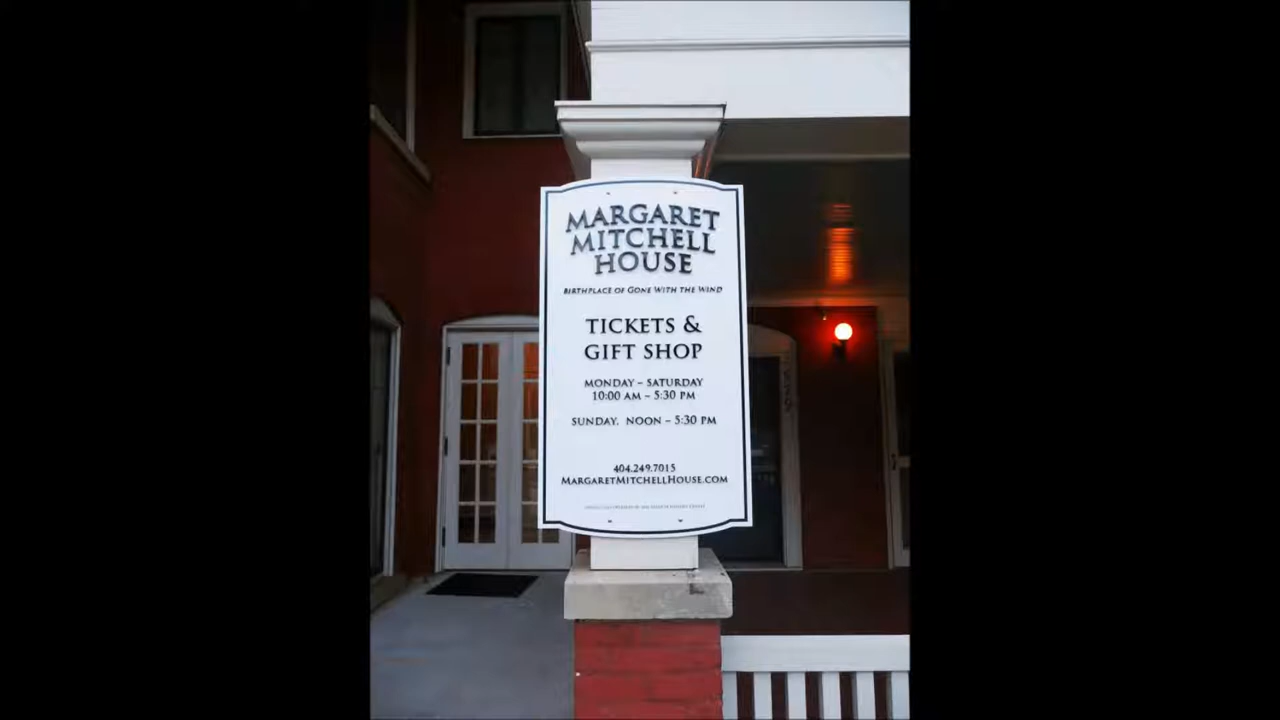 MARGARET
MITCHELL
HOUSE
BIRTHPLACE OF GONE WITH THE WIND
TICKETS &
GIFT SHOP
MONDAY – SATURDAY
10:00 AM – 5:30 PM
SUNDAY, NOON – 5:30 PM
404.249.7015
MARGARETMITCHELLHOUSE.COM